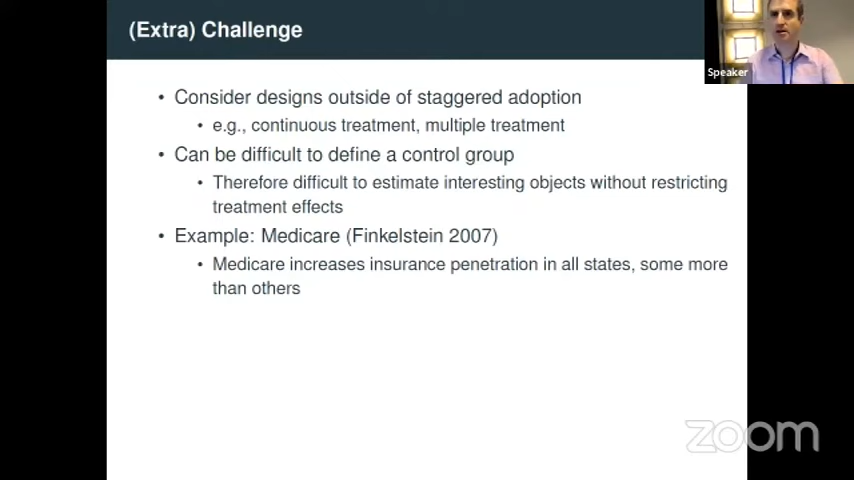 (Extra) Challenge
Speaker
• Consider designs outside of staggered adoption
• e.g., continuous treatment, multiple treatment
• Can be difficult to define a control group
• Therefore difficult to estimate interesting objects without restricting
treatment effects
• Example: Medicare (Finkelstein 2007)
• Medicare increases insurance penetration in all states, some more
than others
zoom